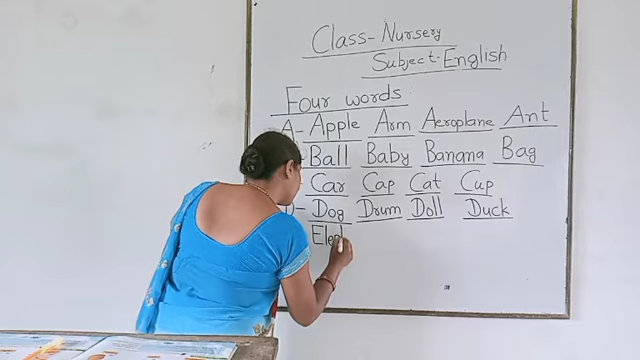 Class-Nursery
Subject-English
Four words
A- Apple Arm Aeroplane Ant
Ball Baby Banana Bag
Car Cap Cat Cup
D- Dog Drum Doll Duck
Elep